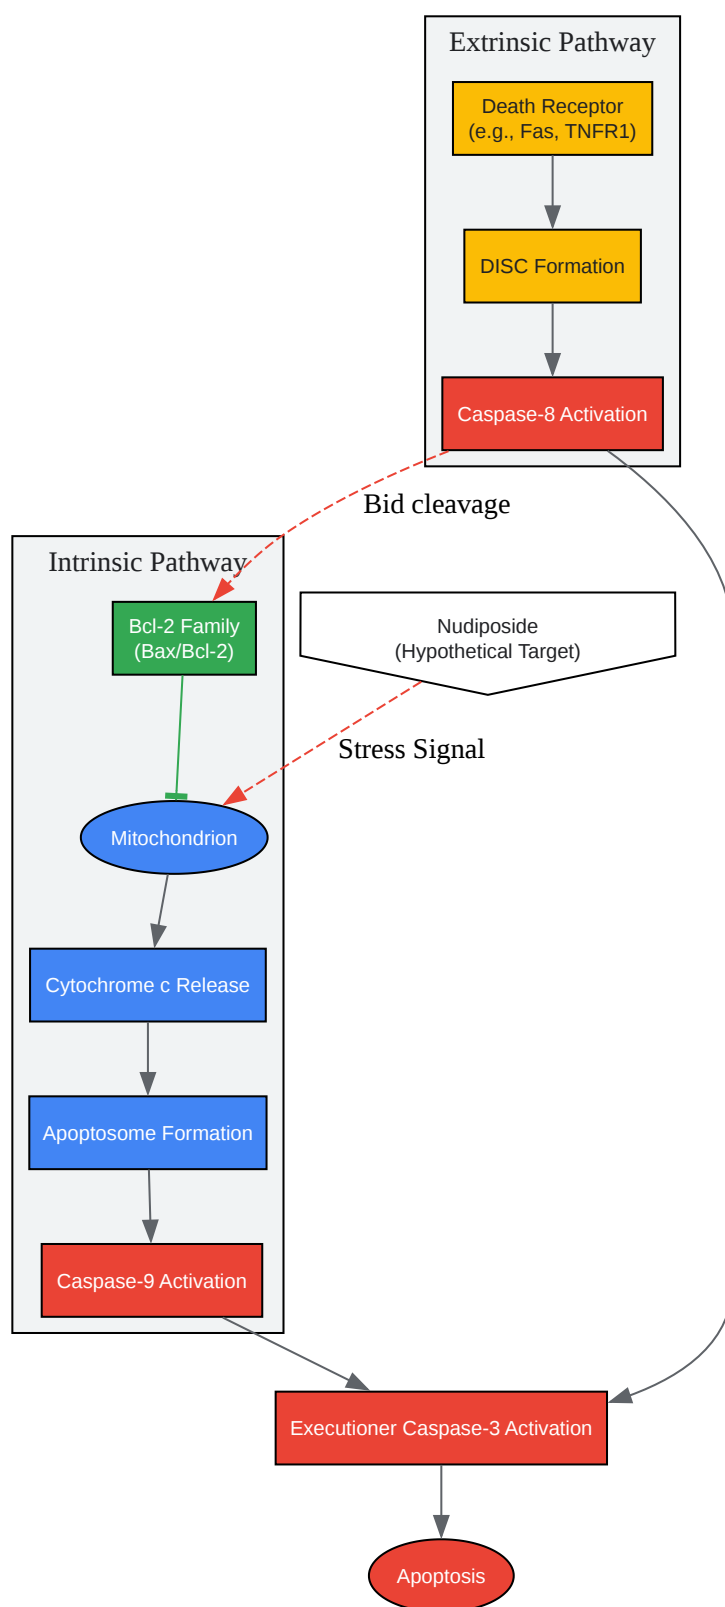 Extrinsic Pathway
Death Receptor
(e.g., Fas, TNFR1)
DISC Formation
Caspase-8 Activation
Bid cleavage
Intrinsic Pathway
Bcl-2 Family
(Bax/Bcl-2)
Nudiposide
(Hypothetical Target)
Stress Signal
Mitochondrion
Cytochrome c Release
Apoptosome Formation
Caspase-9 Activation
Executioner Caspase-3 Activation
Apoptosis